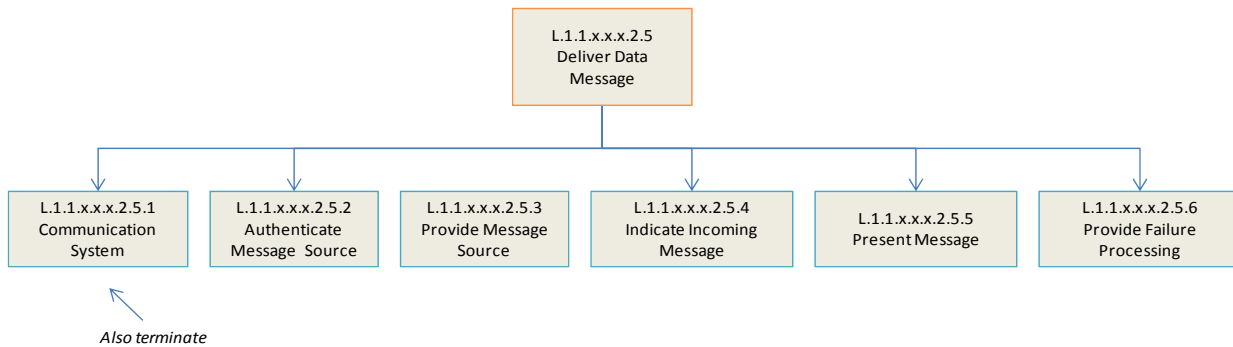 L.1.1.x.x.x.2.5
Deliver Data
Message
L.1.1.x.x.x.2.5.1
Communication
System
L.1.1.x.x.x.2.5.2
Authenticate
Message Source
L.1.1.x.x.x.2.5.3
Provide Message
Source
L.1.1.x.x.x.2.5.4
Indicate Incoming
Message
L.1.1.x.x.x.2.5.5
Present Message
L.1.1.x.x.x.2.5.6
Provide Failure
Processing
Also terminate